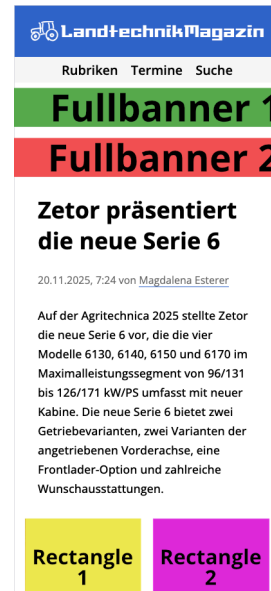 LandtechnikMagazin
Rubriken Termine Suche
Fullbanner 1
Fullbanner 2
Zetor präsentiert
die neue Serie 6
20.11.2025, 7:24 von Magdalena Esterer
Auf der Agritechnica 2025 stellte Zetor
die neue Serie 6 vor, die die vier
Modelle 6130, 6140, 6150 und 6170 im
Maximalleistungssegment von 96/131
bis 126/171 kW/PS umfasst mit neuer
Kabine. Die neue Serie 6 bietet zwei
Getriebevarianten, zwei Varianten der
angetriebenen Vorderachse, eine
Frontlader-Option und zahlreiche
Wunschausstattungen.
Rectangle
1
Rectangle
2